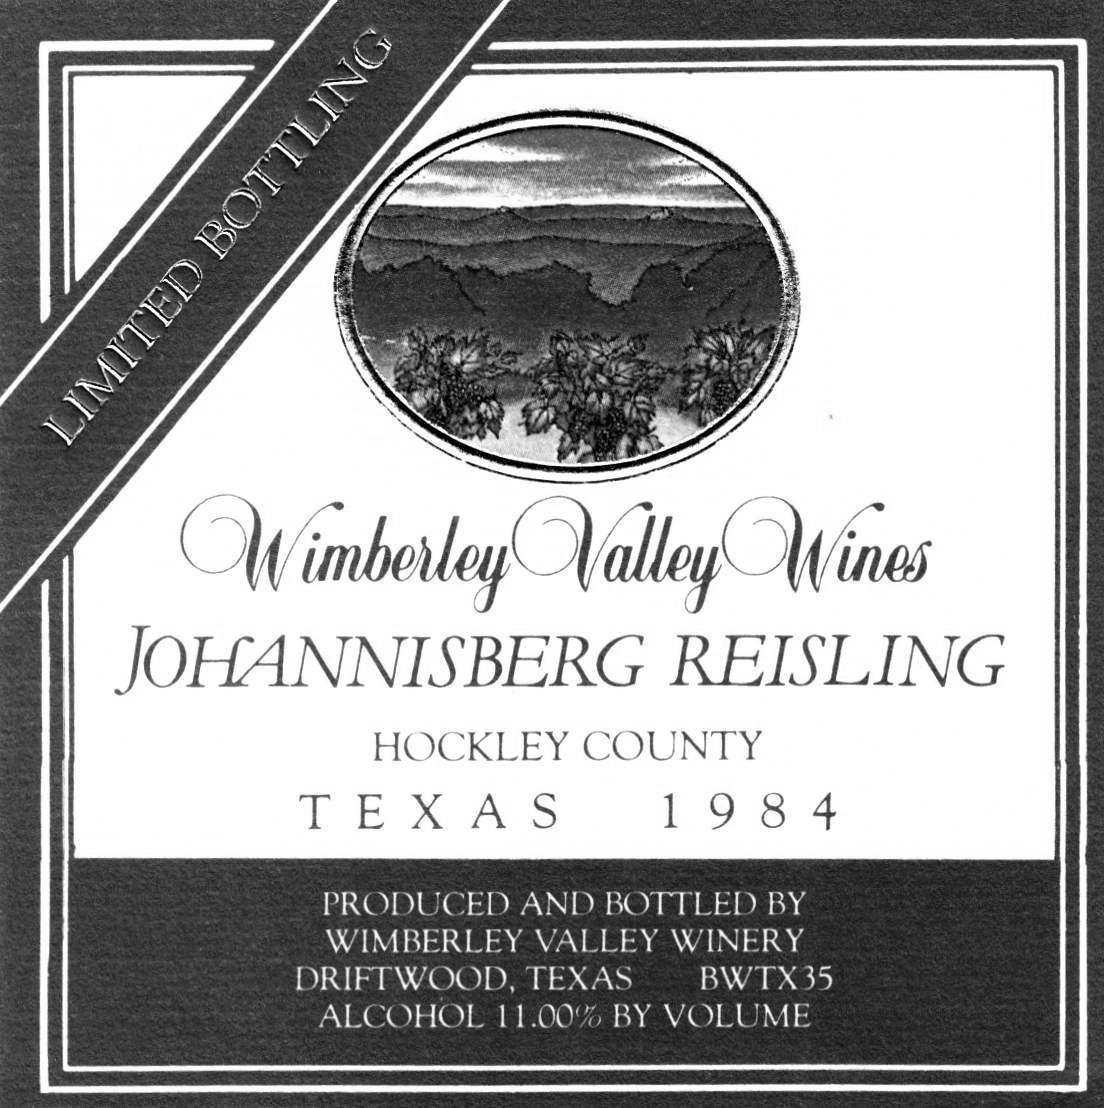 LIMITED BOTTLING
Wimberley Valley Wines
JOHANNISBERG REISLING
HOCKLEY COUNTY
TEXAS 1984
PRODUCED AND BOTTLED BY
WIMBERLEY VALLEY WINERY
DRIFTWOOD, TEXAS BWTX35
ALCOHOL 11.00% BY VOLUME